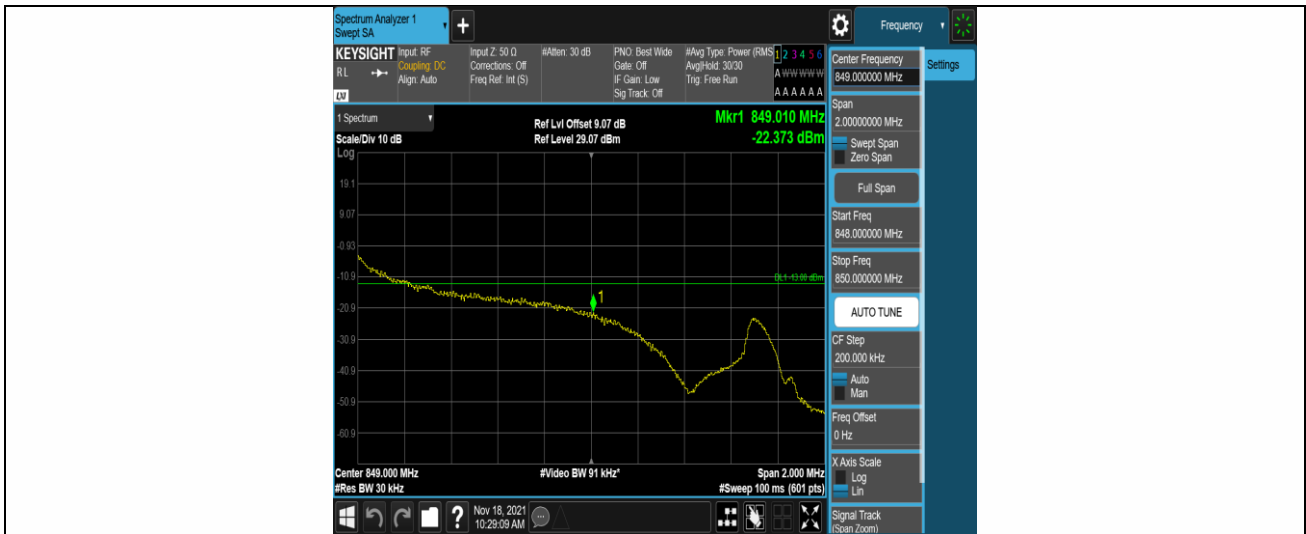 Spectrum Analyzer 1
Swept SA
Frequency
KEYSIGHT
Input: RF
Input Z: 50 Ω
#Atten: 30 dB
PNO: Best Wide
#Avg Type: Power (RMS
1 2 3 4 5 6
R L
Coupling: DC
Corrections: Off
Gate: Off
Avg|Hold: 30/30
A W W W W W
Align: Auto
Freq Ref: Int (S)
IF Gain: Low
Trig: Free Run
Sig Track: Off
A A A A A A
LXI
Center Frequency
849.000000 MHz
Settings
Span
2.00000000 MHz
Swept Span
Zero Span
Full Span
Start Freq
848.000000 MHz
Stop Freq
850.000000 MHz
AUTO TUNE
CF Step
200.000 kHz
Auto
Man
Freq Offset
0 Hz
X Axis Scale
Log
Lin
Signal Track
(Span Zoom)
1 Spectrum
Ref Lvl Offset 9.07 dB
Mkr1 849.010 MHz
Scale/Div 10 dB
Ref Level 29.07 dBm
-22.373 dBm
Log
19.1
9.07
-0.93
-10.9
DL1 -13.00 dBm
1
-20.9
-30.9
-40.9
-50.9
-60.9
Center 849.000 MHz
#Video BW 91 kHz*
Span 2.000 MHz
#Res BW 30 kHz
#Sweep 100 ms (601 pts)
?
Nov 18, 2021
10:29:09 AM